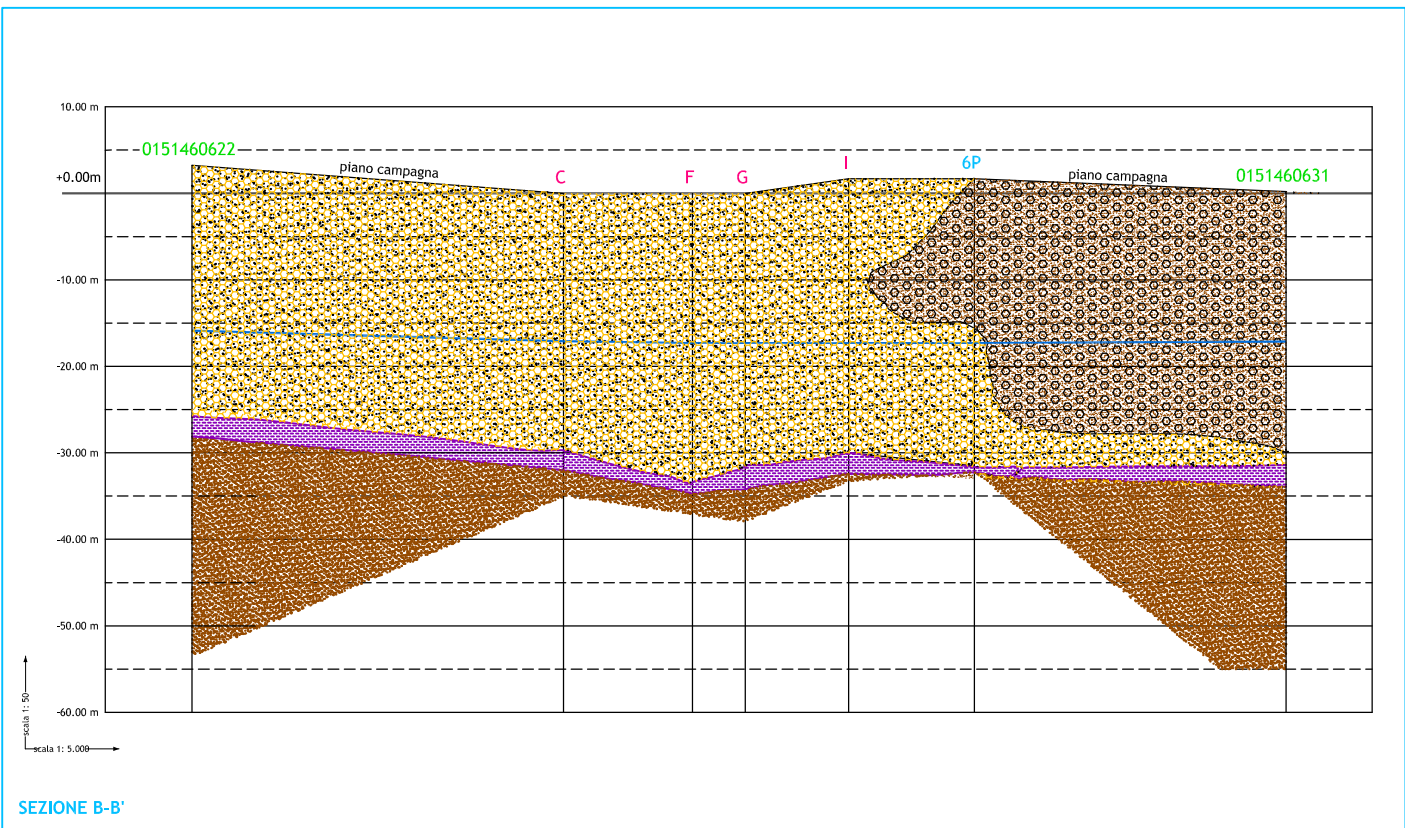 10.00 m
0151460622
piano campagna
+0.00m
C
F
G
I
6P
piano campagna
0151460631
-10.00 m
-20.00 m
-30.00 m
-40.00 m
-50.00 m
-60.00 m
scala 1: 50
scala 1: 5.000
SEZIONE B-B'